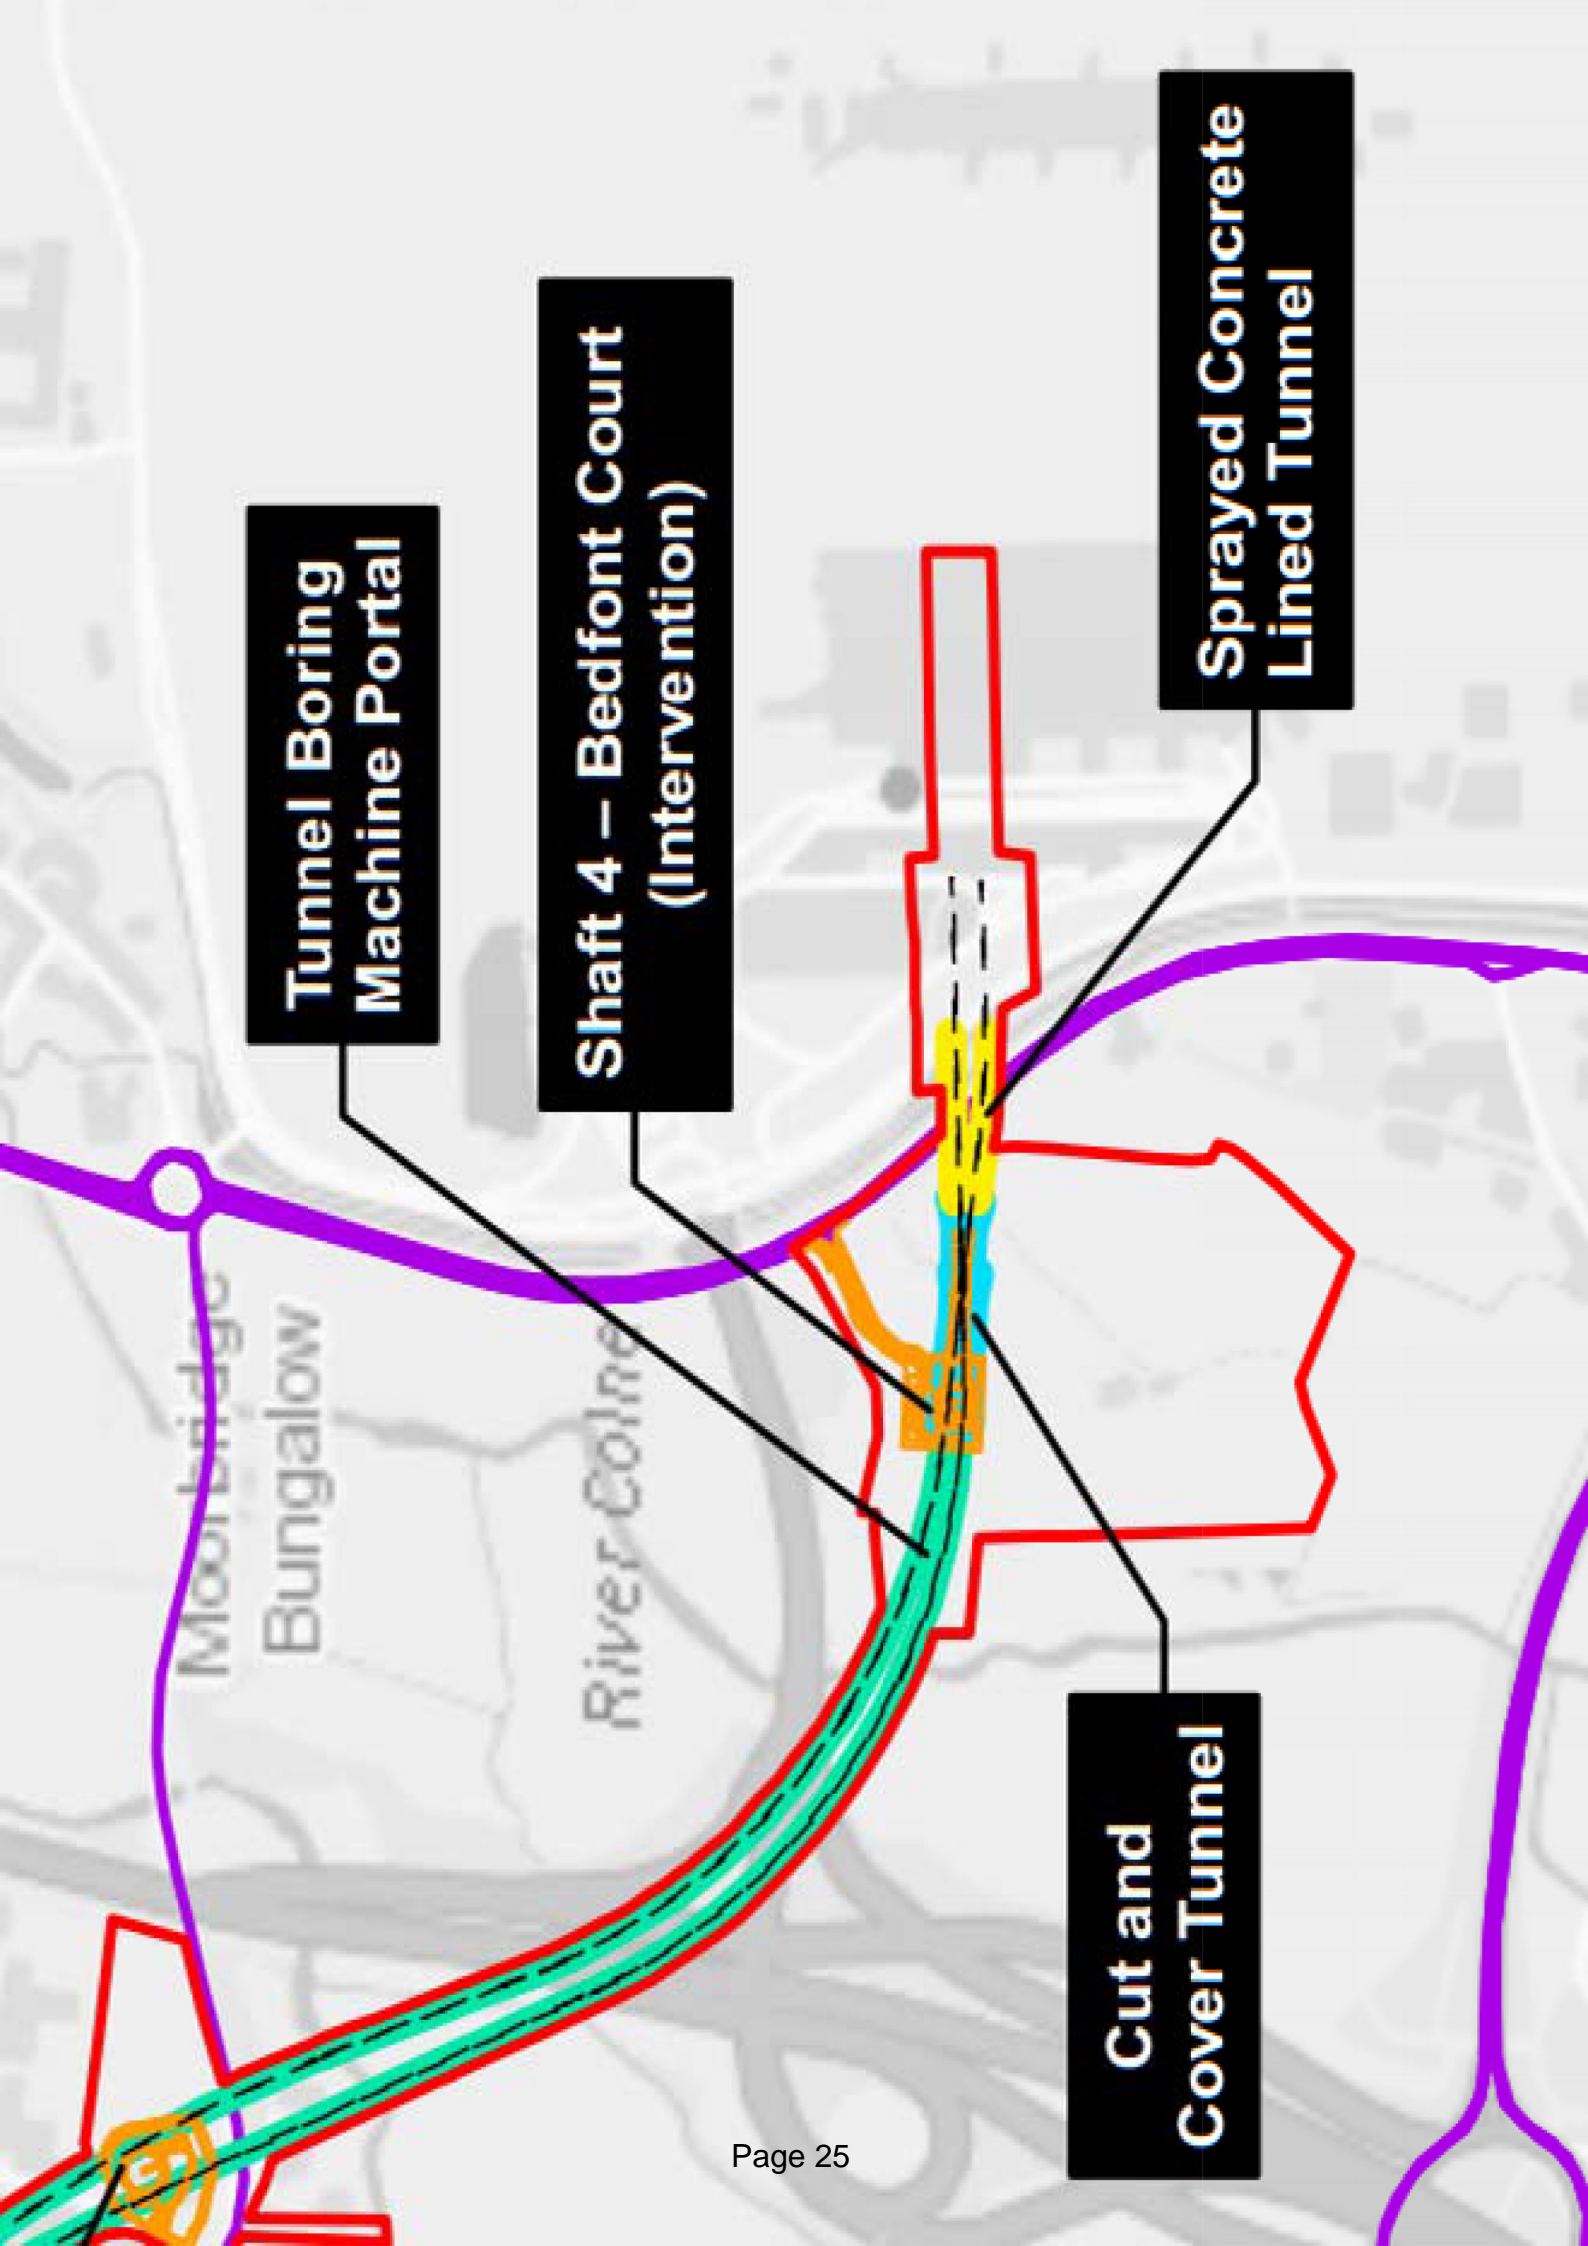 Tunnel Boring
Machine Portal
Shaft 4 – Bedfont Court
(Intervention)
Sprayed Concrete
Lined Tunnel
Moorbridge
Bungalow
River Colne
Cut and
Cover Tunnel
Page 25